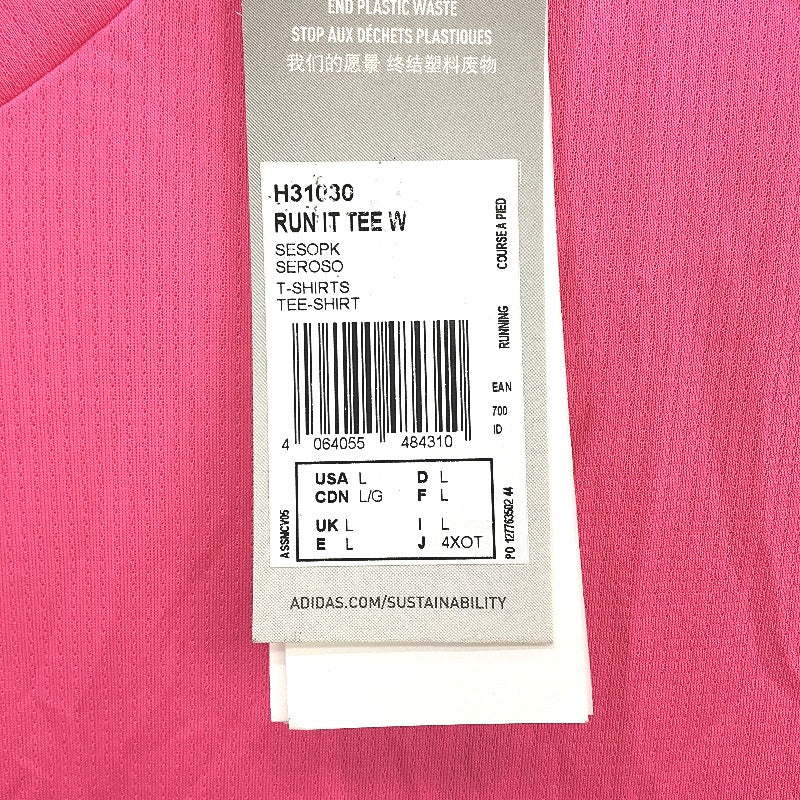 END PLASTIC WASTE
STOP AUX DÉCHETS PLASTIQUES
我们的愿景 终结塑料废物
H31030
RUN IT TEE W
SESOPK
SEROSO
T-SHIRTS
TEE-SHIRT
COURSE A PIED
RUNNING
EAN
700
ID
4 064055 484310
USA L D L
CDN L/G F L
UK L I L
E L J 4XOT
ASSMCV05
PO 127763502 44
ADIDAS.COM/SUSTAINABILITY